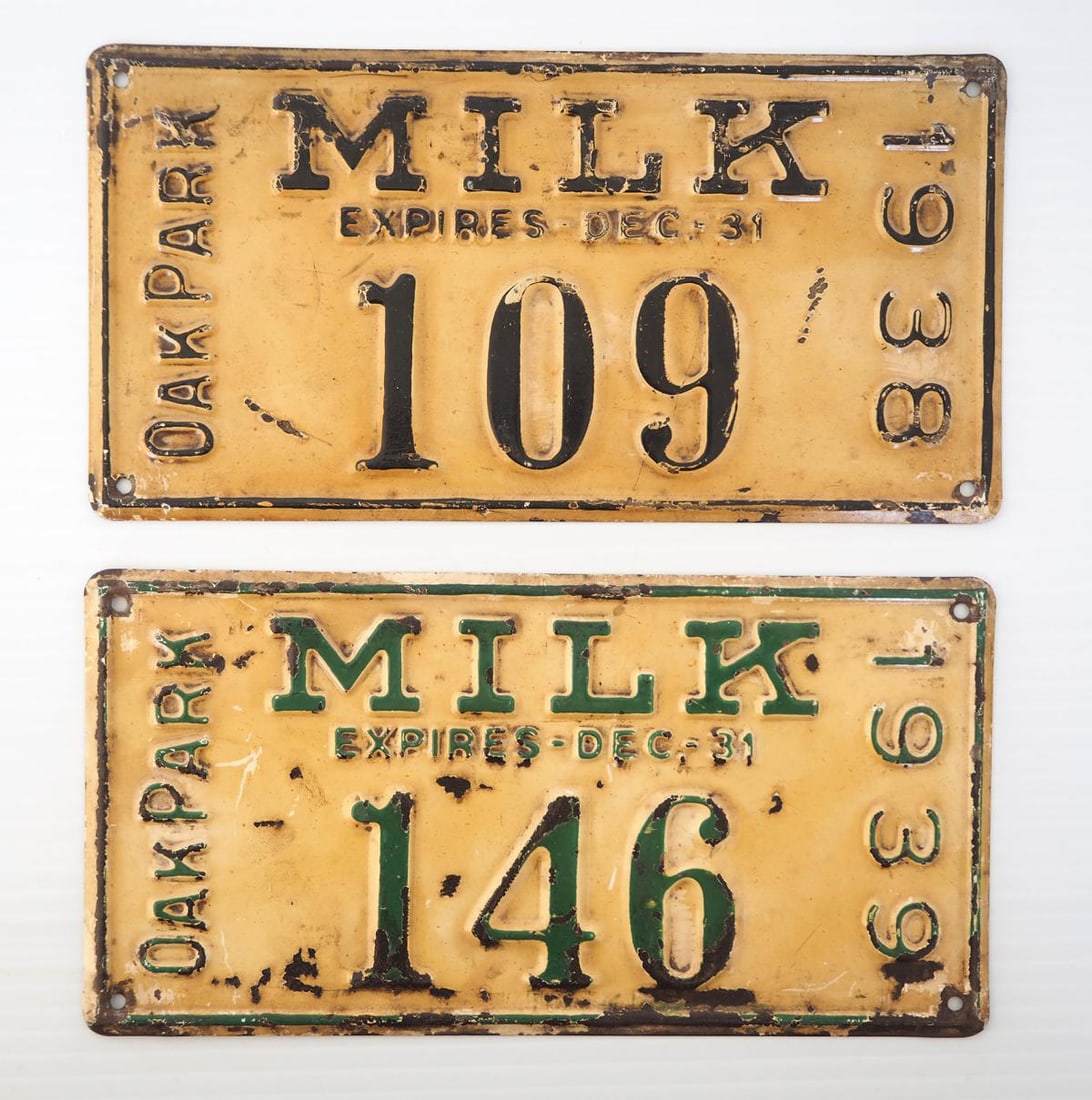 OAK PARK
MILK
EXPIRES-DEC.-31
109
1938
OAK PARK
MILK
EXPIRES-DEC.-31
146
1939